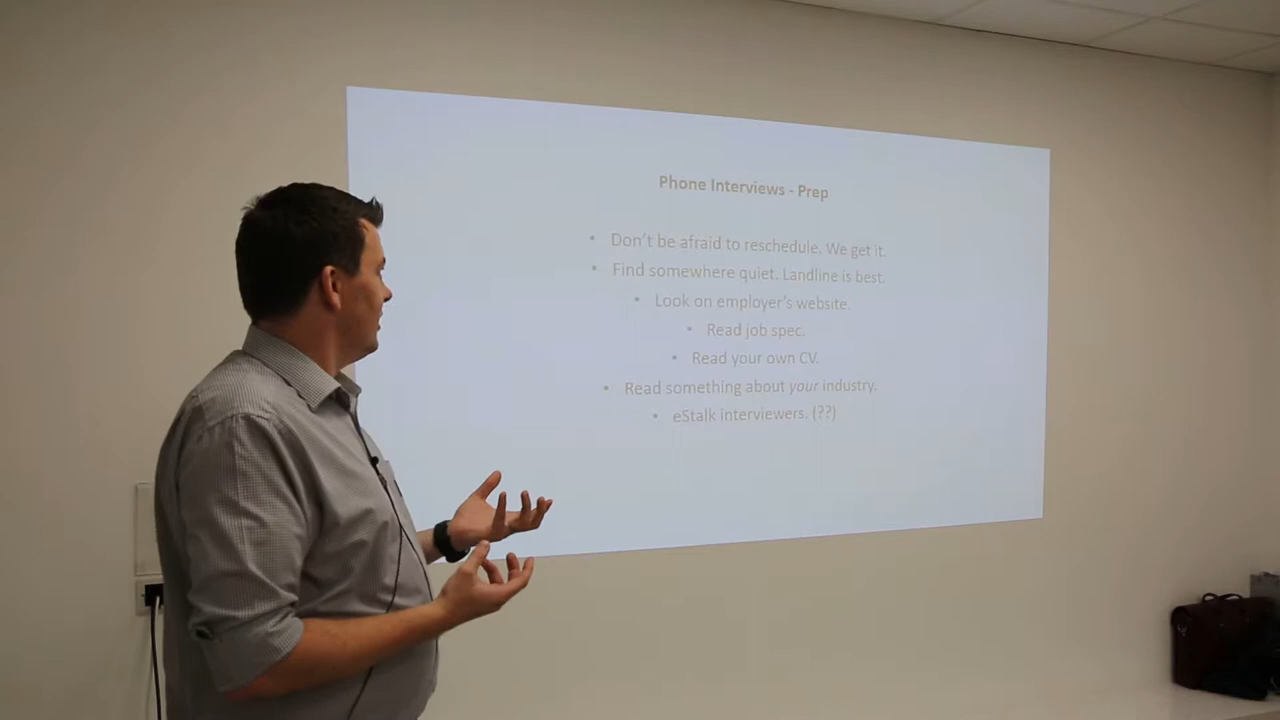 Phone Interviews - Prep
• Don't be afraid to reschedule. We get it.
• Find somewhere quiet. Landline is best.
• Look on employer's website.
• Read job spec.
• Read your own CV.
• Read something about your industry.
• eStalk interviewers. (??)